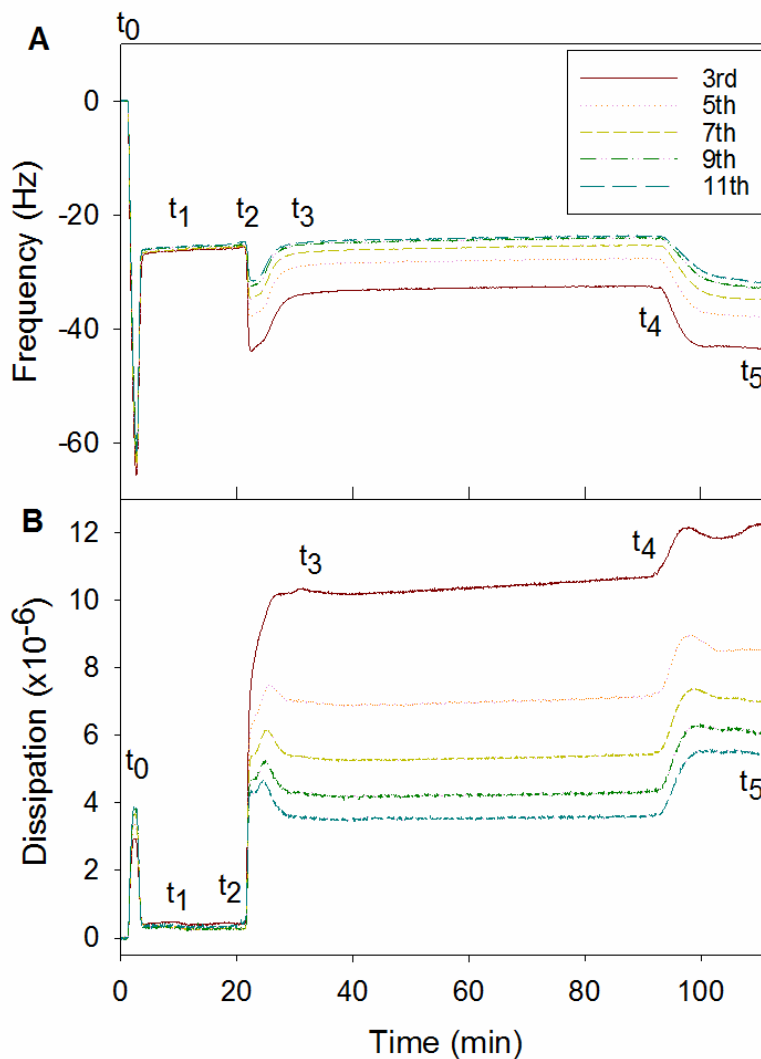 A
t0
3rd
5th
7th
9th
11th
0
-20
-40
-60
Frequency (Hz)
t1
t2
t3
t4
t5
B
12
10
8
6
4
2
0
Dissipation (x10-6)
t0
t1
t2
t3
t4
t5
0
20
40
60
80
100
Time (min)